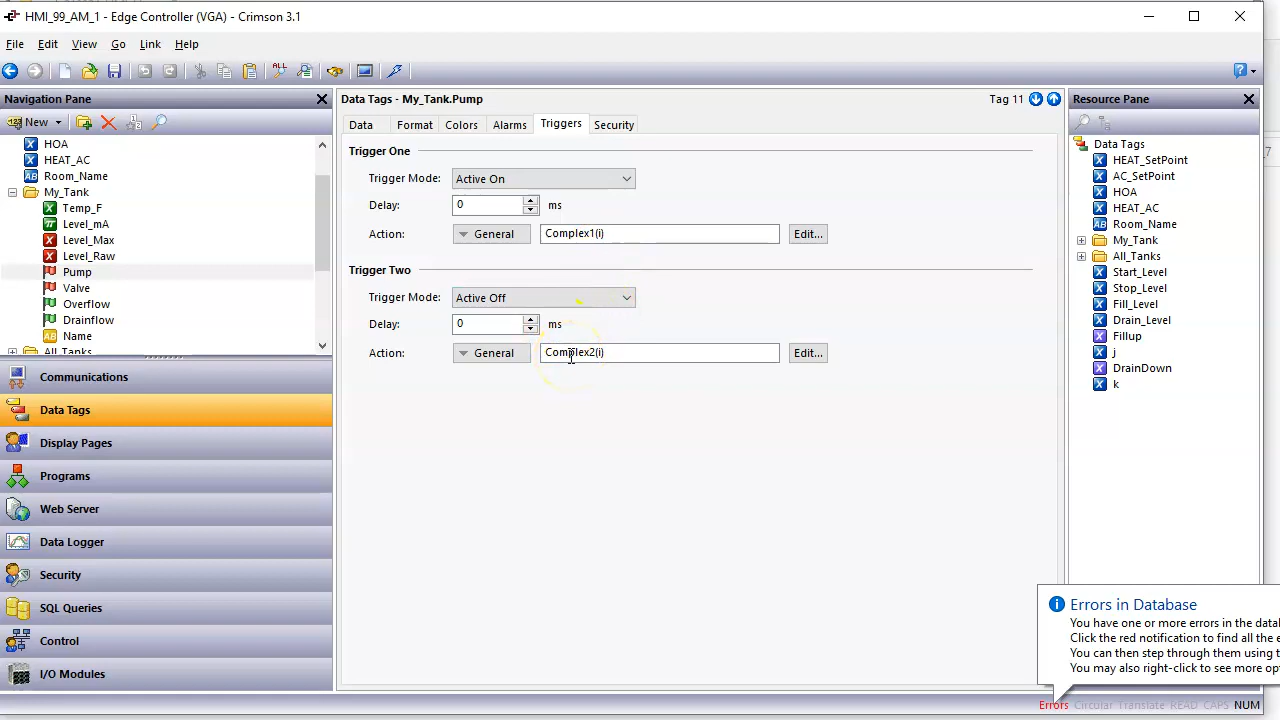 HMI_99_AM_1 - Edge Controller (VGA) - Crimson 3.1
File Edit View Go Link Help
ALL
Navigation Pane
New
HOA
HEAT_AC
Room_Name
My_Tank
Temp_F
Level_mA
Level_Max
Level_Raw
Pump
Valve
Overflow
Drainflow
Name
All_Tanks
Communications
Data Tags
Display Pages
Programs
Web Server
Data Logger
Security
SQL Queries
Control
I/O Modules
Data Tags - My_Tank.Pump
Tag 11
Data Format Colors Alarms Triggers Security
Trigger One
Trigger Mode: Active On
Delay: 0 ms
Action: General Complex1(i) Edit...
Trigger Two
Trigger Mode: Active Off
Delay: 0 ms
Action: General Complex2(i) Edit...
Resource Pane
Data Tags
HEAT_SetPoint
AC_SetPoint
HOA
HEAT_AC
Room_Name
My_Tank
All_Tanks
Start_Level
Stop_Level
Fill_Level
Drain_Level
Fillup
j
DrainDown
k
Errors in Database
You have one or more errors in the data
Click the red notification to find all the e
You can then step through them using t
You may also right-click to see more op
Errors Circular Translate READ CAPS NUM